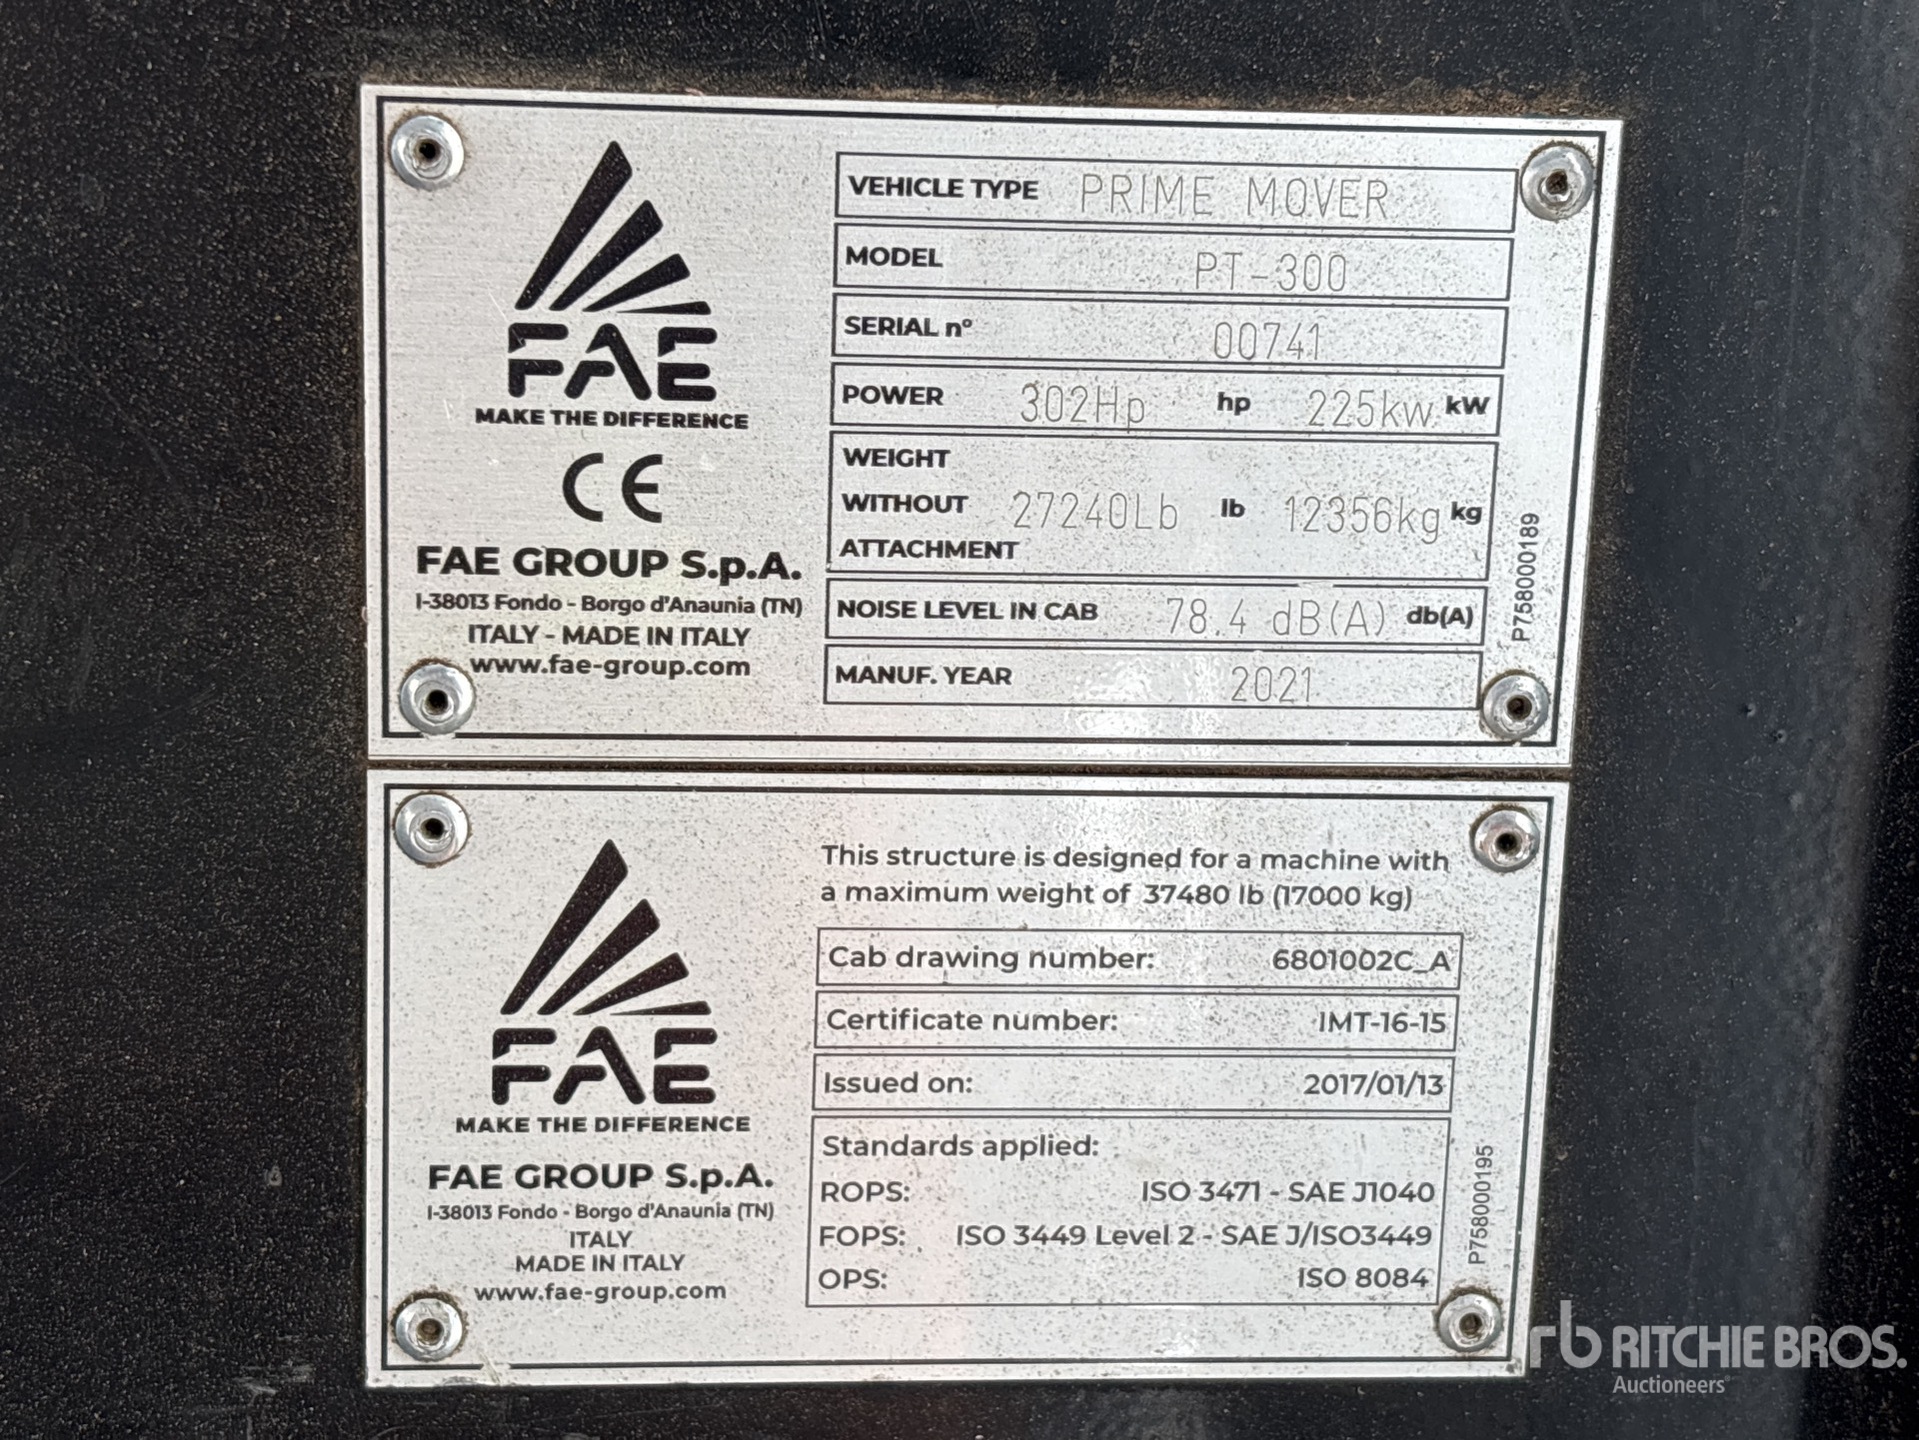 FAE
MAKE THE DIFFERENCE
CE
FAE GROUP S.p.A.
I-38013 Fondo - Borgo d'Anaunia (TN)
ITALY - MADE IN ITALY
www.fae-group.com
VEHICLE TYPE PRIME MOVER
MODEL PT-300
SERIAL n° 00741
POWER 302Hp hp 225kw kW
WEIGHT
WITHOUT 27240Lb lb 12356kg kg
ATTACHMENT
NOISE LEVEL IN CAB 78.4 dB(A) db(A)
MANUF. YEAR 2021
P758000189
FAE
MAKE THE DIFFERENCE
FAE GROUP S.p.A.
I-38013 Fondo - Borgo d'Anaunia (TN)
ITALY
MADE IN ITALY
www.fae-group.com
This structure is designed for a machine with
a maximum weight of 37480 lb (17000 kg)
Cab drawing number: 6801002C_A
Certificate number: IMT-16-15
Issued on: 2017/01/13
Standards applied:
ROPS: ISO 3471 - SAE J1040
FOPS: ISO 3449 Level 2 - SAE J/ISO3449
OPS: ISO 8084
P758000195
rb RITCHIE BROS.
Auctioneers